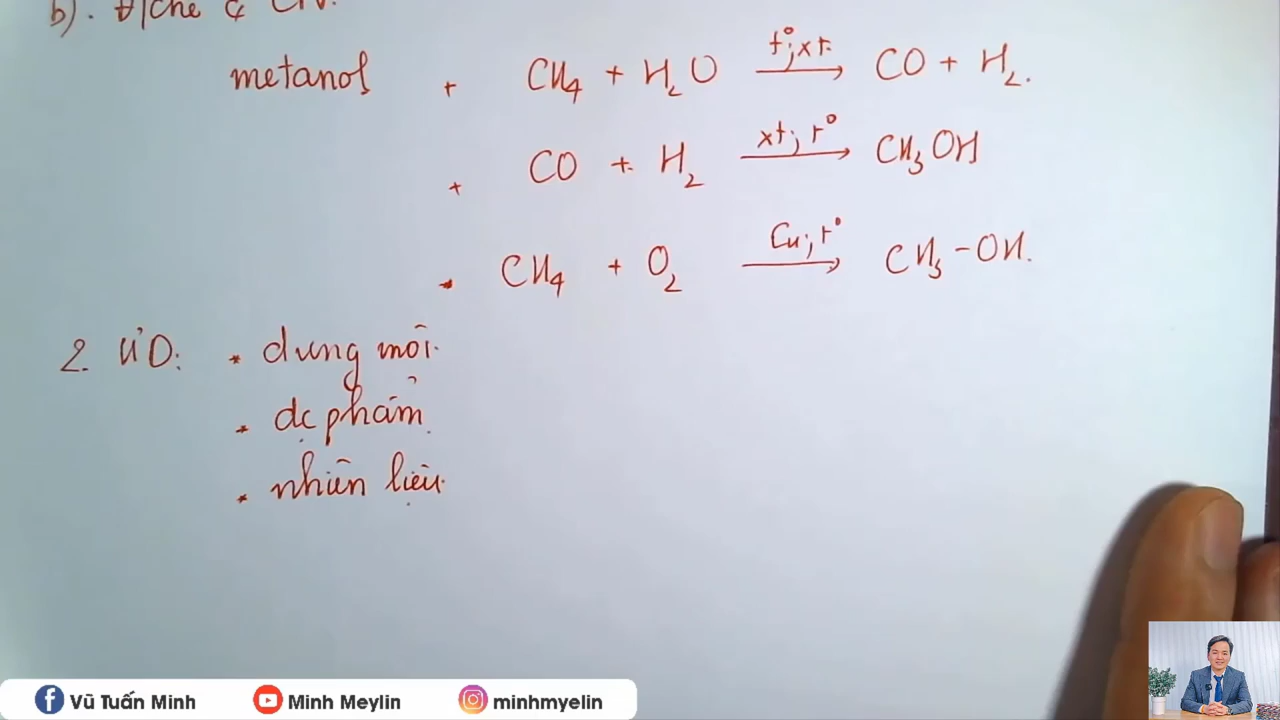 b). Đ/chế ở CN.
metanol + CH₄ + H₂O —t°; xt→ CO + H₂.
+ CO + H₂ —xt; t°→ CH₃OH
* CH₄ + O₂ —Cu; t°→ CH₃-OH.
2. ƯD: * dung môi.
* dc phẩm.
* nhiên liệu.
Vũ Tuấn Minh Minh Meylin minhmyelin